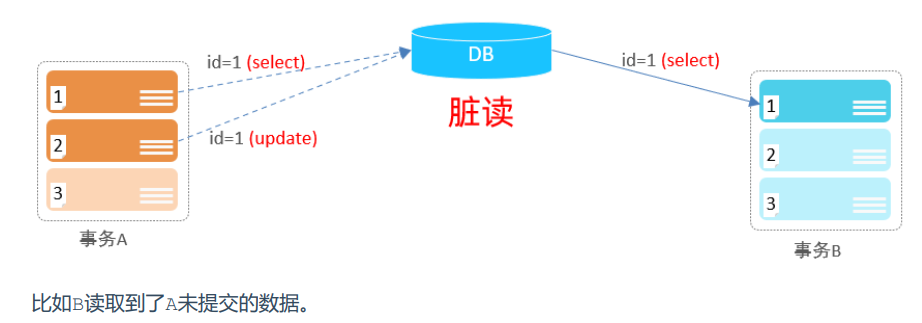 DB
id=1 (select)
id=1 (select)
1
脏读
1
2
id=1 (update)
2
3
3
事务A
事务B
比如B读取到了A未提交的数据。